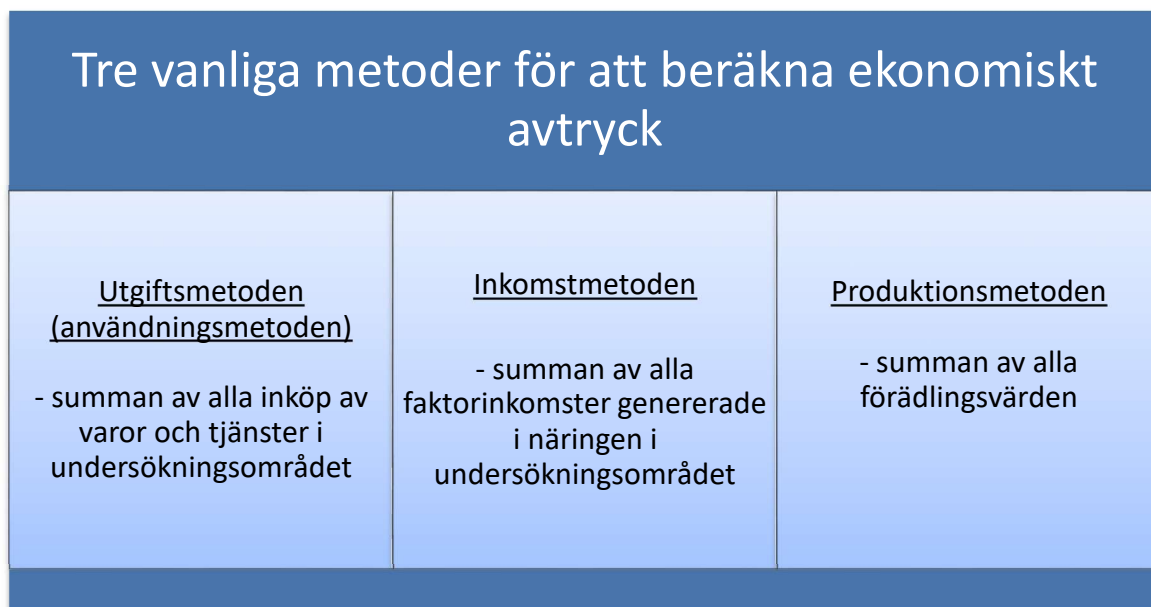 Tre vanliga metoder för att beräkna ekonomiskt
avtryck
Utgiftsmetoden
(användningsmetoden)
- summan av alla inköp av
varor och tjänster i
undersökningsområdet
Inkomstmetoden
- summan av alla
faktorinkomster genererade
i näringen i
undersökningsområdet
Produktionsmetoden
- summan av alla
förädlingsvärden